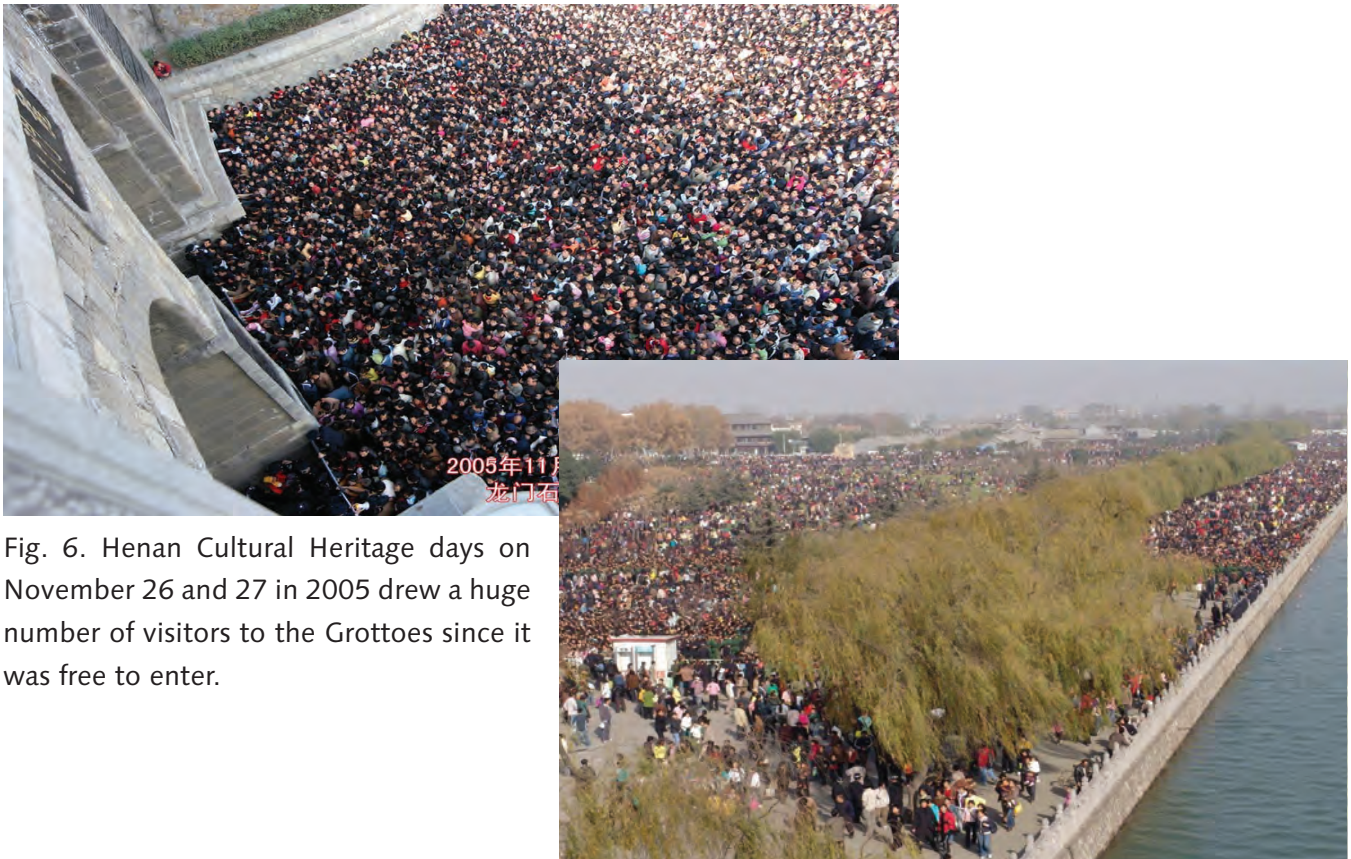 2005年11月
龙门石
Fig. 6. Henan Cultural Heritage days on
November 26 and 27 in 2005 drew a huge
number of visitors to the Grottoes since it
was free to enter.